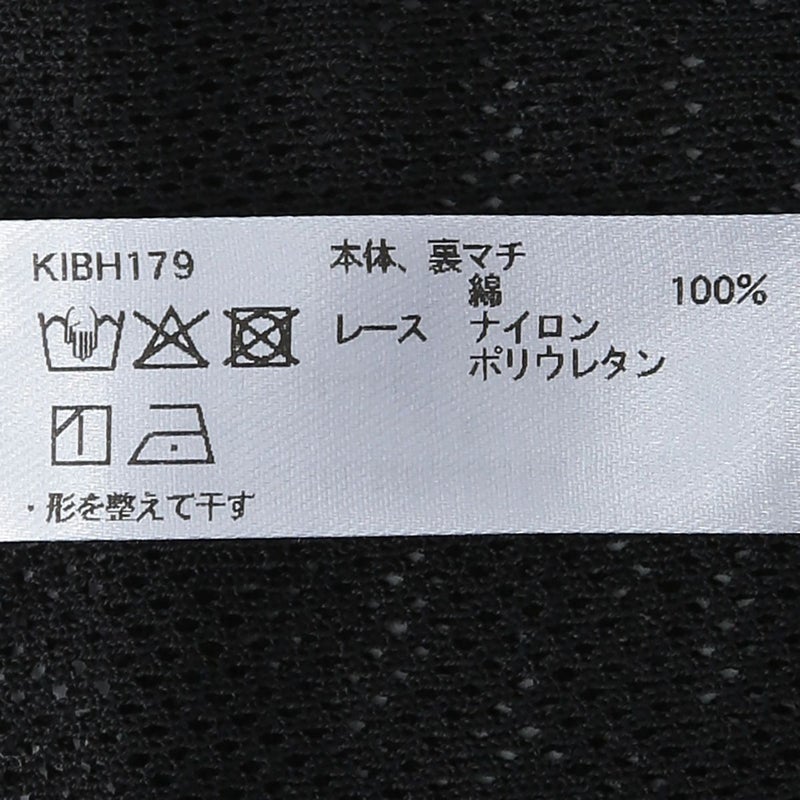 KIBH179
本体、裏マチ
綿 100%
レース ナイロン
ポリウレタン
・形を整えて干す